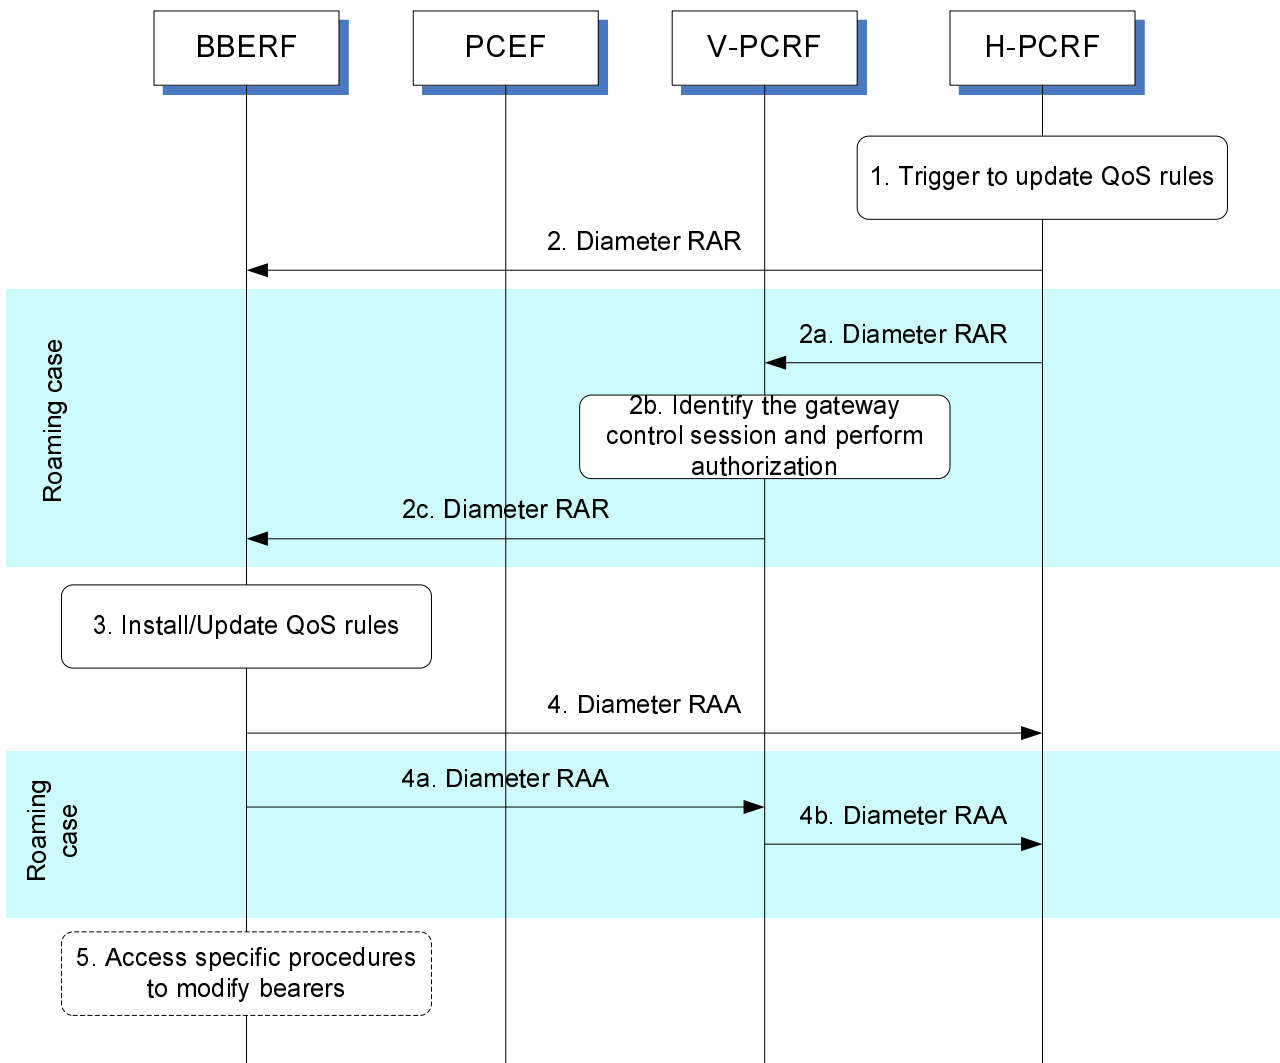 BBERF
PCEF
V-PCRF
H-PCRF
1. Trigger to update QoS rules
2. Diameter RAR
Roaming case
2a. Diameter RAR
2b. Identify the gateway
control session and perform
authorization
2c. Diameter RAR
3. Install/Update QoS rules
4. Diameter RAA
Roaming
case
4a. Diameter RAA
4b. Diameter RAA
5. Access specific procedures
to modify bearers